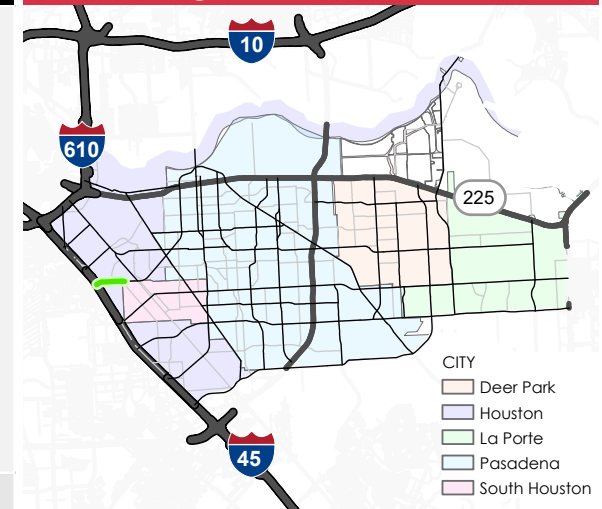 10
610
225
CITY
Deer Park
Houston
La Porte
Pasadena
South Houston
45